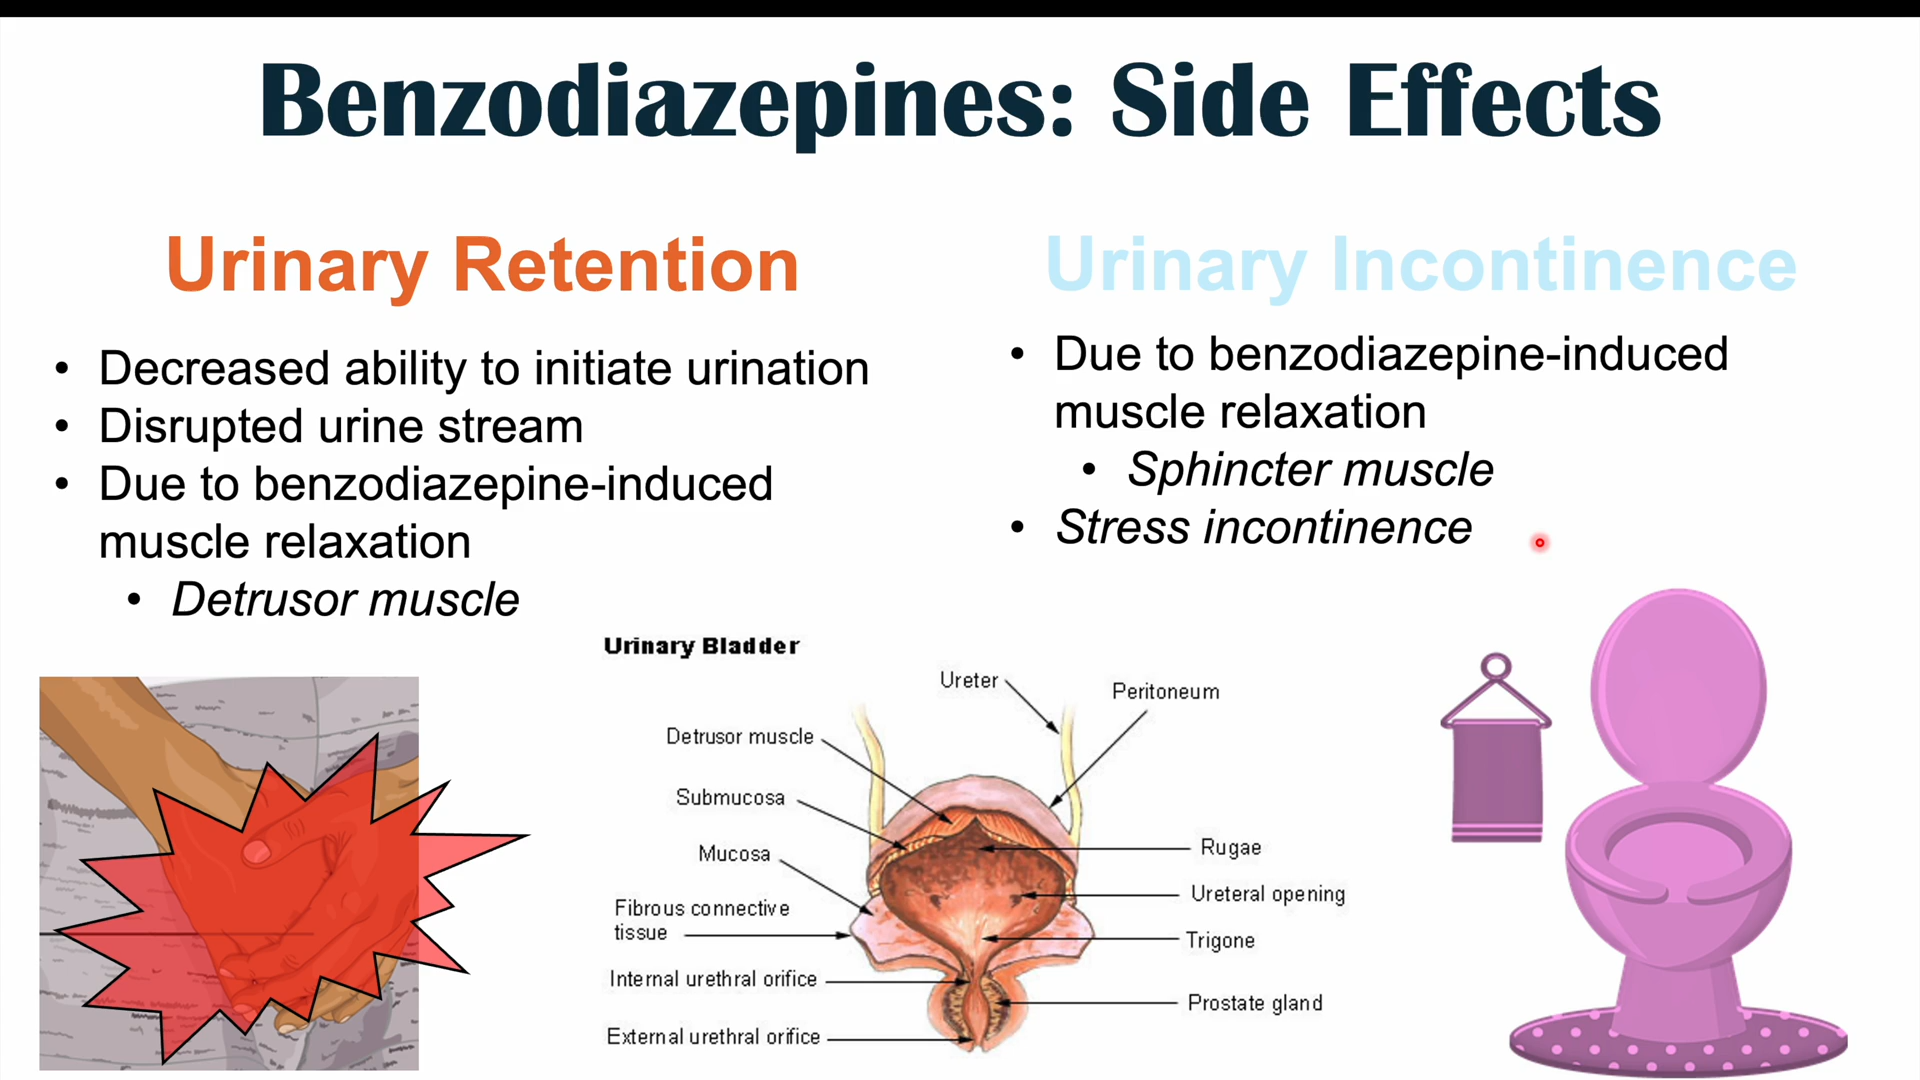 Benzodiazepines: Side Effects
Urinary Retention
• Decreased ability to initiate urination
• Disrupted urine stream
• Due to benzodiazepine-induced
muscle relaxation
• Detrusor muscle
Urinary Incontinence
• Due to benzodiazepine-induced
muscle relaxation
• Sphincter muscle
• Stress incontinence
Urinary Bladder
Ureter
Peritoneum
Detrusor muscle
Submucosa
Mucosa
Fibrous connective
tissue
Internal urethral orifice
External urethral orifice
Rugae
Ureteral opening
Trigone
Prostate gland